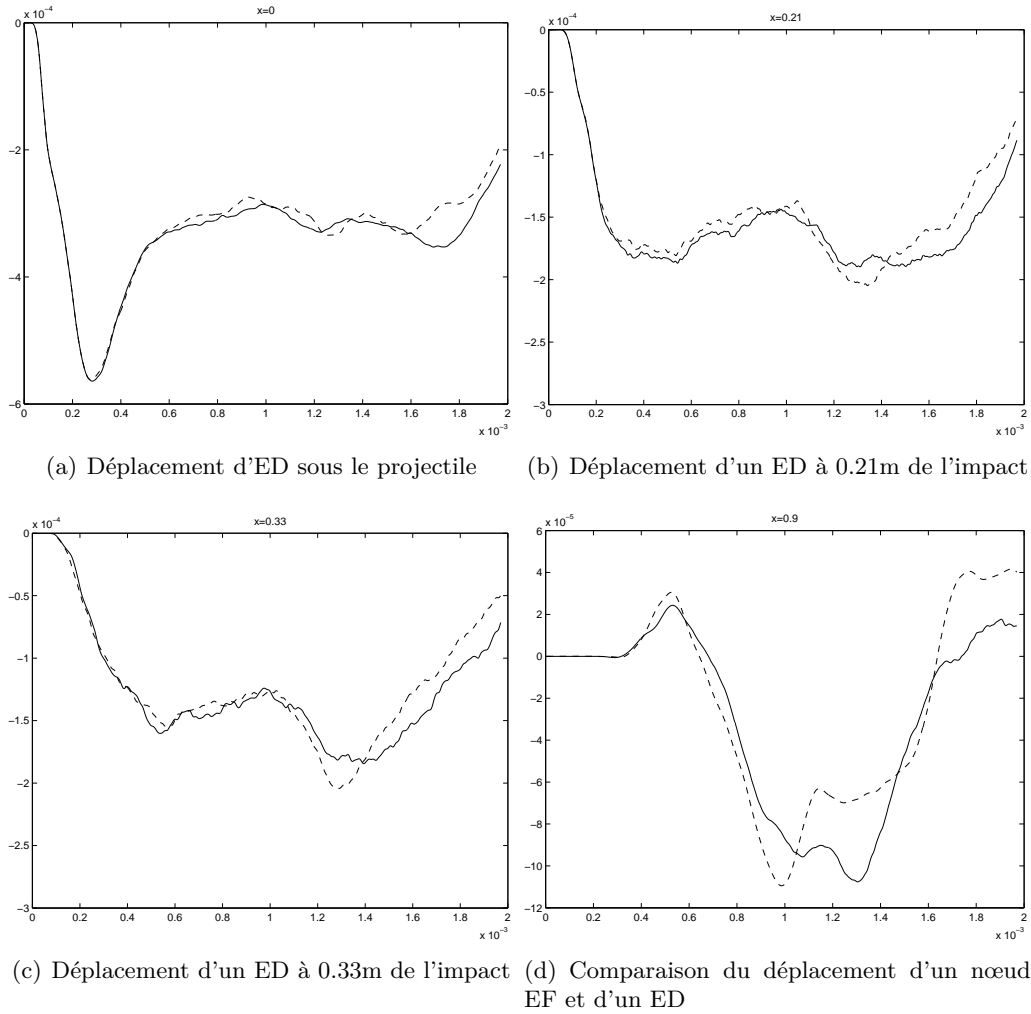 x 10⁻⁴
x=0
0
−2
−4
−6
0 0.2 0.4 0.6 0.8 1 1.2 1.4 1.6 1.8 2
x 10⁻³
(a) Déplacement d'ED sous le projectile
x 10⁻⁴
x=0.21
0
−0.5
−1
−1.5
−2
−2.5
−3
0 0.2 0.4 0.6 0.8 1 1.2 1.4 1.6 1.8 2
x 10⁻³
(b) Déplacement d'un ED à 0.21m de l'impact
x 10⁻⁴
x=0.33
0
−0.5
−1
−1.5
−2
−2.5
−3
0 0.2 0.4 0.6 0.8 1 1.2 1.4 1.6 1.8 2
x 10⁻³
(c) Déplacement d'un ED à 0.33m de l'impact
x 10⁻⁵
x=0.9
6
4
2
0
−2
−4
−6
−8
−10
−12
0 0.2 0.4 0.6 0.8 1 1.2 1.4 1.6 1.8 2
x 10⁻³
(d) Comparaison du déplacement d'un nœud
EF et d'un ED